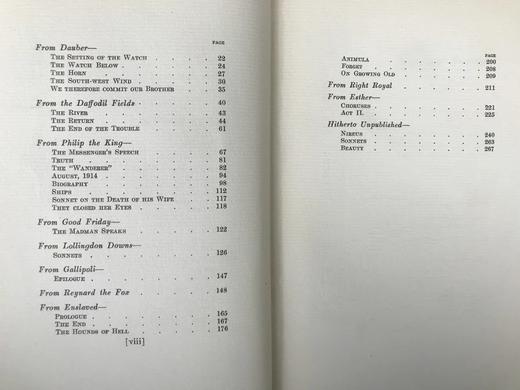 PAGE
From Dauber—
The Setting of the Watch . . . . . 22
The Watch Below . . . . . . . 24
The Horn . . . . . . . . 27
The South-west Wind . . . . . . 30
We therefore commit our Brother . . . 35
From the Daffodil Fields . . . . . . 40
The River . . . . . . . . 43
The Return . . . . . . . . 44
The End of the Trouble . . . . . 61
From Philip the King—
The Messenger's Speech . . . . . 67
Truth . . . . . . . . . 81
The "Wanderer" . . . . . . . 82
August, 1914 . . . . . . . . 94
Biography . . . . . . . . 98
Ships . . . . . . . . . 112
Sonnet on the Death of his Wife . . . 117
They closed her Eyes . . . . . . 118
From Good Friday—
The Madman Speaks . . . . . . 122
From Lollingdon Downs—
Sonnets . . . . . . . . 126
From Gallipoli—
Epilogue . . . . . . . . 147
From Reynard the Fox . . . . . . 148
From Enslaved—
Prologue . . . . . . . . 165
The End . . . . . . . . 167
The Hounds of Hell . . . . . . 176
[viii]
PAGE
Animula . . . . . . . . 200
Forget . . . . . . . . 208
On Growing Old . . . . . . . 209
From Right Royal . . . . . . . 211
From Esther—
Choruses . . . . . . . . 221
Act II. . . . . . . . . 225
Hitherto Unpublished—
Nireus . . . . . . . . 240
Sonnets . . . . . . . . 263
Beauty . . . . . . . . 267